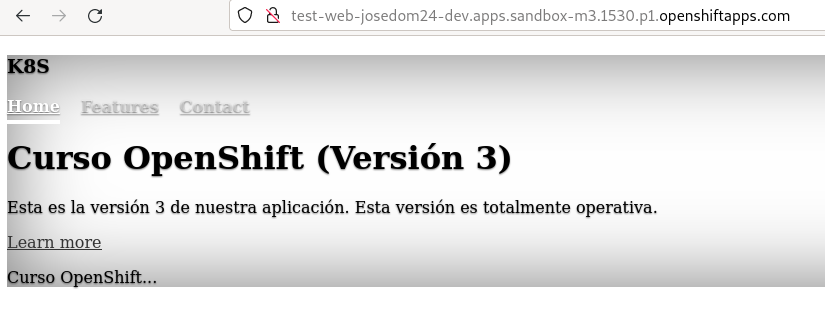 test-web-josedom24-dev.apps.sandbox-m3.1530.p1.openshiftapps.com
K8S
Home Features Contact
Curso OpenShift (Versión 3)
Esta es la versión 3 de nuestra aplicación. Esta versión es totalmente operativa.
Learn more
Curso OpenShift...